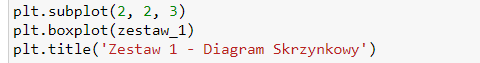 plt.subplot(2, 2, 3)
plt.boxplot(zestaw_1)
plt.title('Zestaw 1 - Diagram Skrzynkowy')